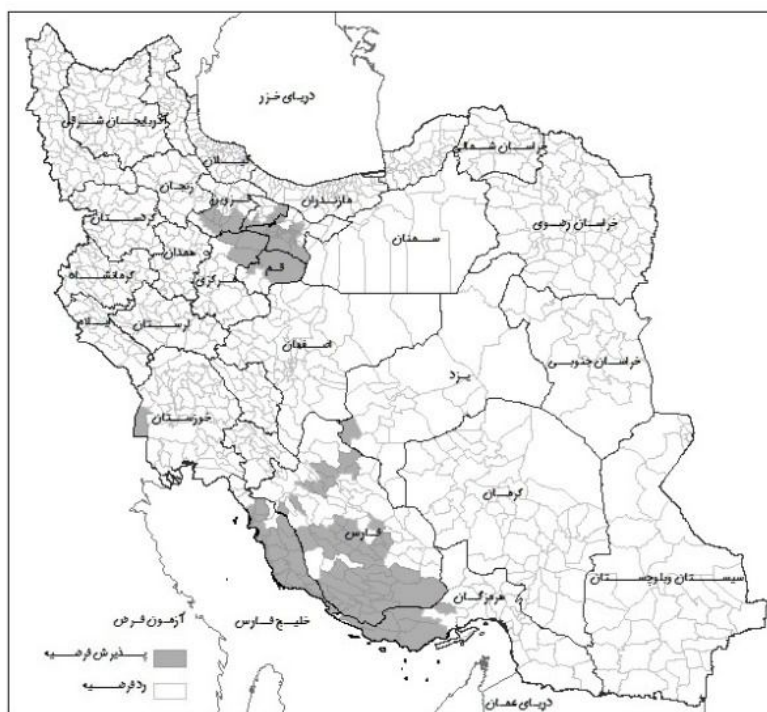 دریای خزر
آذربایجان شرقی
خراسان شمالی
گیلان
زنجان
قزوین
مازندران
کردستان
سمنان
خراسان رضوی
همدان
قم
کرمانشاه
مرکزی
ایلام
لرستان
اصفهان
خراسان جنوبی
یزد
خوزستان
کرمان
فارس
سیستان وبلوچستان
هرمزگان
خلیج فارس
آزمون فرض
پذیرش فرضیه
رد فرضیه
دریای عمان